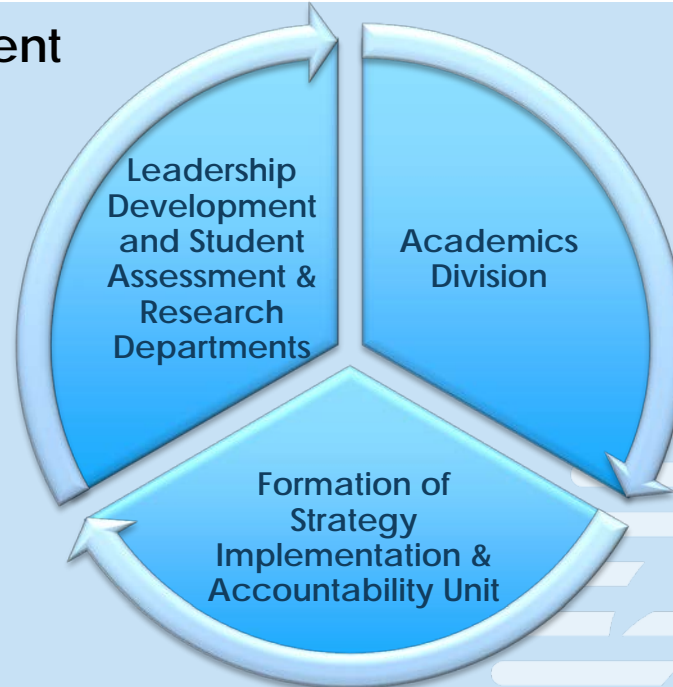 ent
Leadership
Development
and Student
Assessment &
Research
Departments
Academics
Division
Formation of
Strategy
Implementation &
Accountability Unit